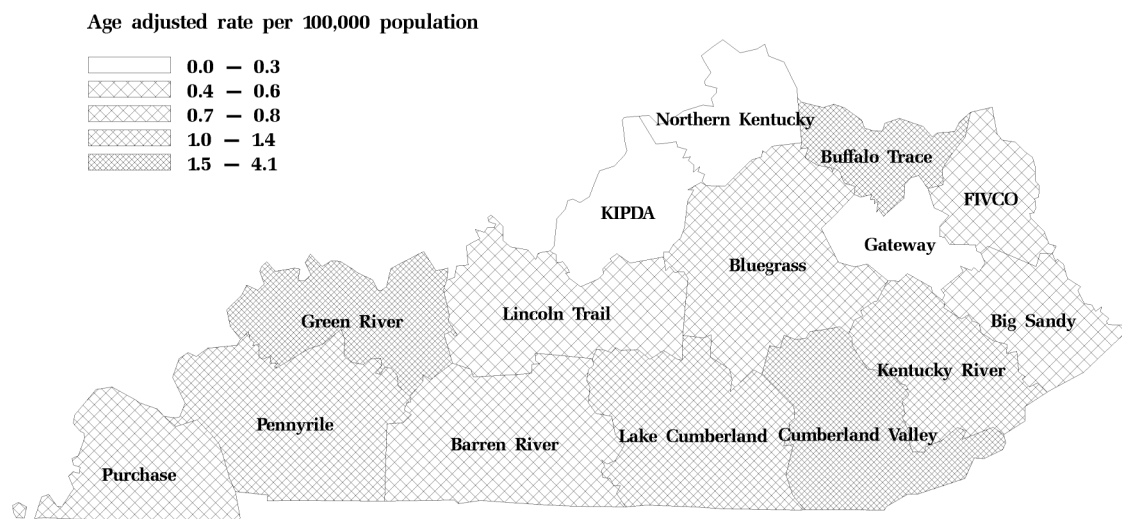 Age adjusted rate per 100,000 population
0.0 – 0.3
0.4 – 0.6
0.7 – 0.8
1.0 – 1.4
1.5 – 4.1
Northern Kentucky
Buffalo Trace
FIVCO
KIPDA
Gateway
Bluegrass
Lincoln Trail
Green River
Big Sandy
Kentucky River
Pennyrile
Barren River
Lake Cumberland
Cumberland Valley
Purchase